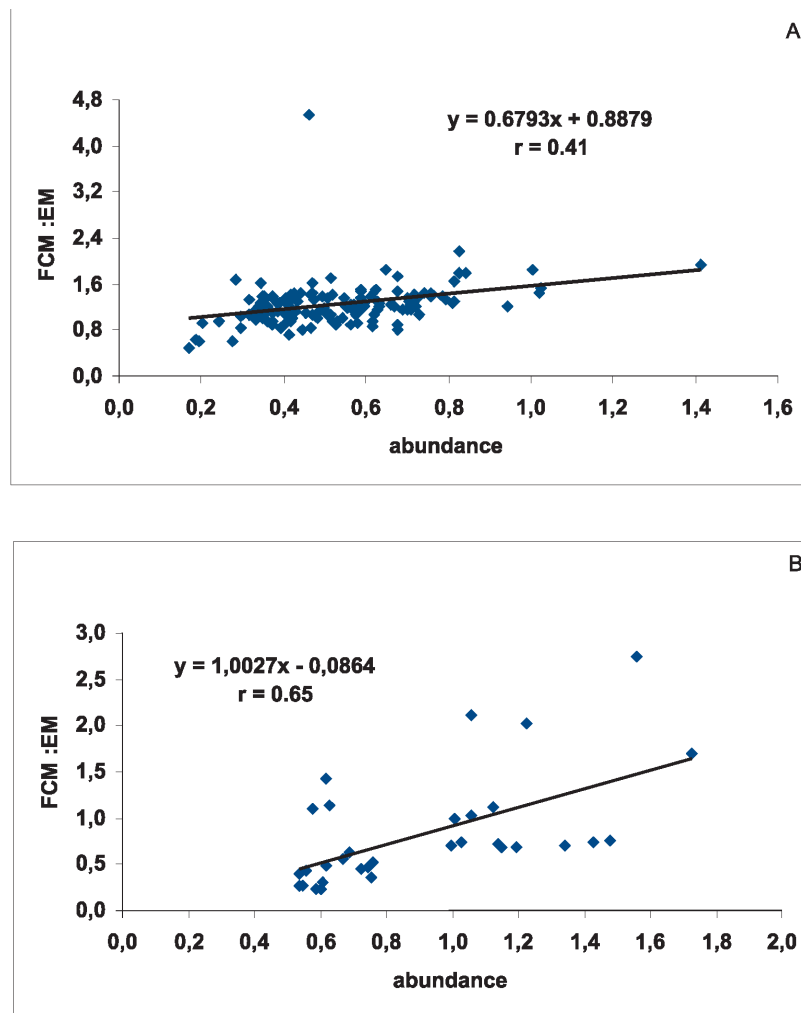 A
4,8
4,0
3,2
2,4
1,6
0,8
0,0
FCM :EM
y = 0.6793x + 0.8879
r = 0.41
0,0 0,2 0,4 0,6 0,8 1,0 1,2 1,4 1,6
abundance
B
3,0
2,5
2,0
1,5
1,0
0,5
0,0
FCM :EM
y = 1,0027x - 0,0864
r = 0.65
0,0 0,2 0,4 0,6 0,8 1,0 1,2 1,4 1,6 1,8 2,0
abundance